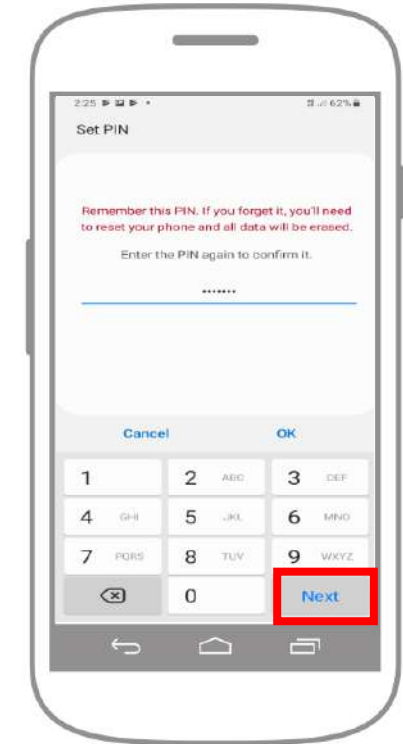 2:25
62%
Set PIN
Remember this PIN. If you forget it, you'll need
to reset your phone and all data will be erased.
Enter the PIN again to confirm it.
•••••••
Cancel OK
1 2 ABC 3 DEF
4 GHI 5 JKL 6 MNO
7 PQRS 8 TUV 9 WXYZ
0 Next